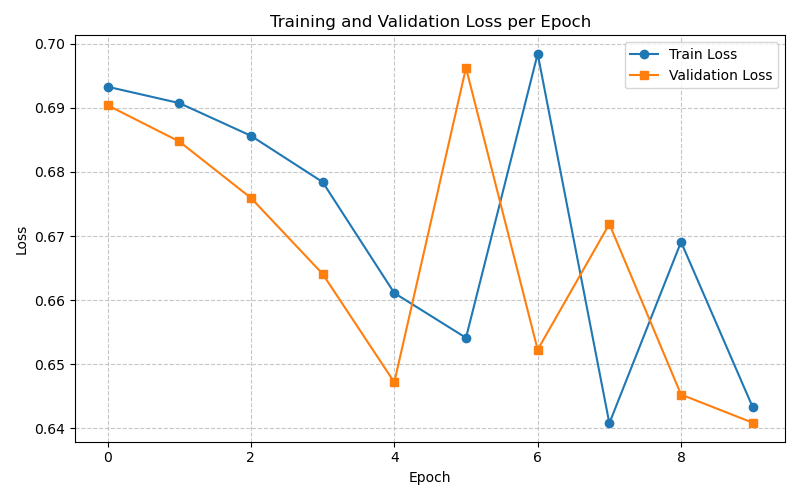 Training and Validation Loss per Epoch
Train Loss
Validation Loss
0.70
0.69
0.68
0.67
0.66
0.65
0.64
Loss
0 2 4 6 8
Epoch